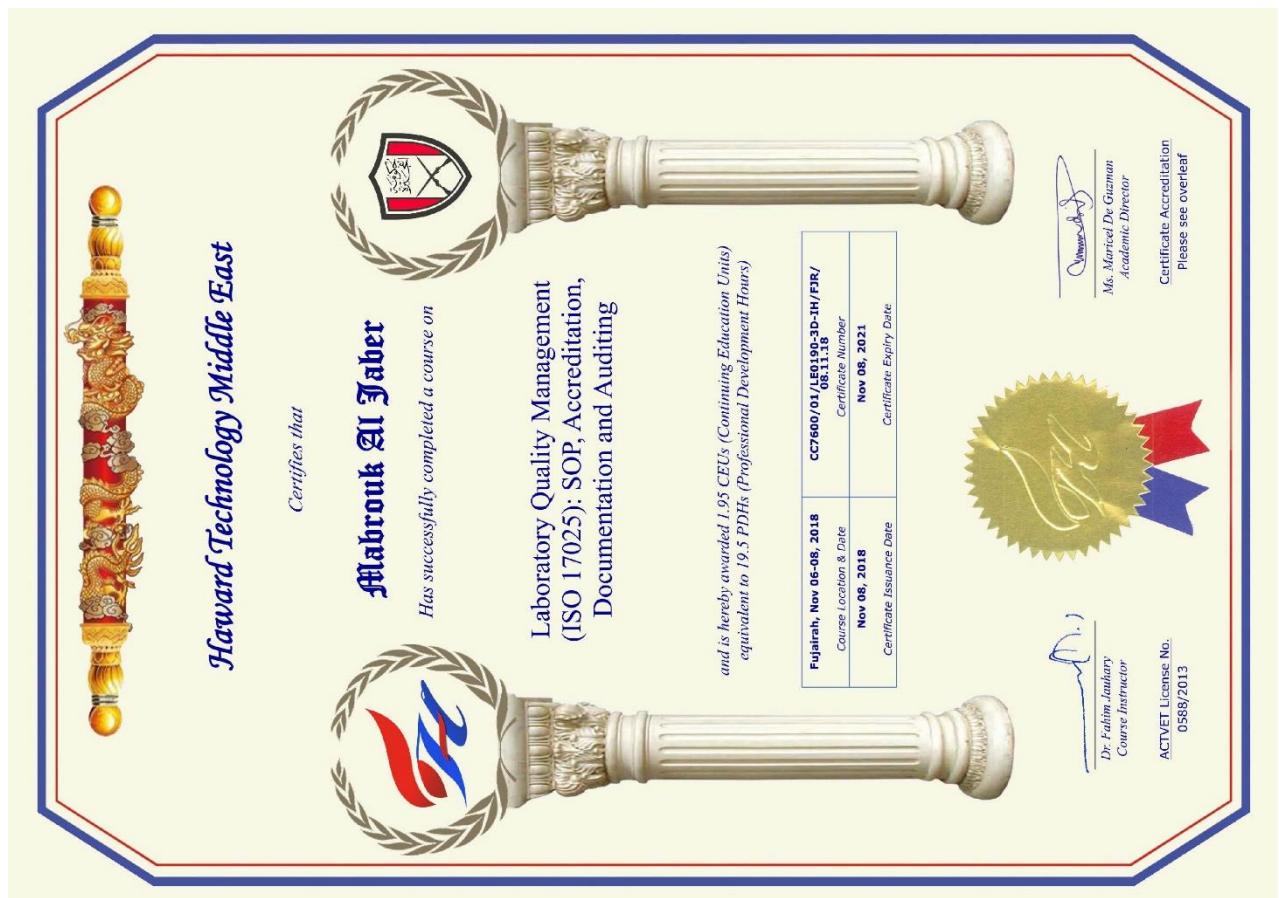 Haward Technology Middle East
Certifies that
Mabrouk Al Jaber
Has successfully completed a course on
Laboratory Quality Management
(ISO 17025): SOP, Accreditation,
Documentation and Auditing
and is hereby awarded 1.95 CEUs (Continuing Education Units)
equivalent to 19.5 PDHs (Professional Development Hours)
Fujairah, Nov 06-08, 2018
Course Location & Date
CC7600/01/LE0190-3D-IH/FJR/
08.11.18
Certificate Number
Nov 08, 2018
Certificate Issuance Date
Nov 08, 2021
Certificate Expiry Date
Dr. Fahim Jauhary
Course Instructor
Ms. Maricel De Guzman
Academic Director
ACTVET License No.
0588/2013
Certificate Accreditation
Please see overleaf